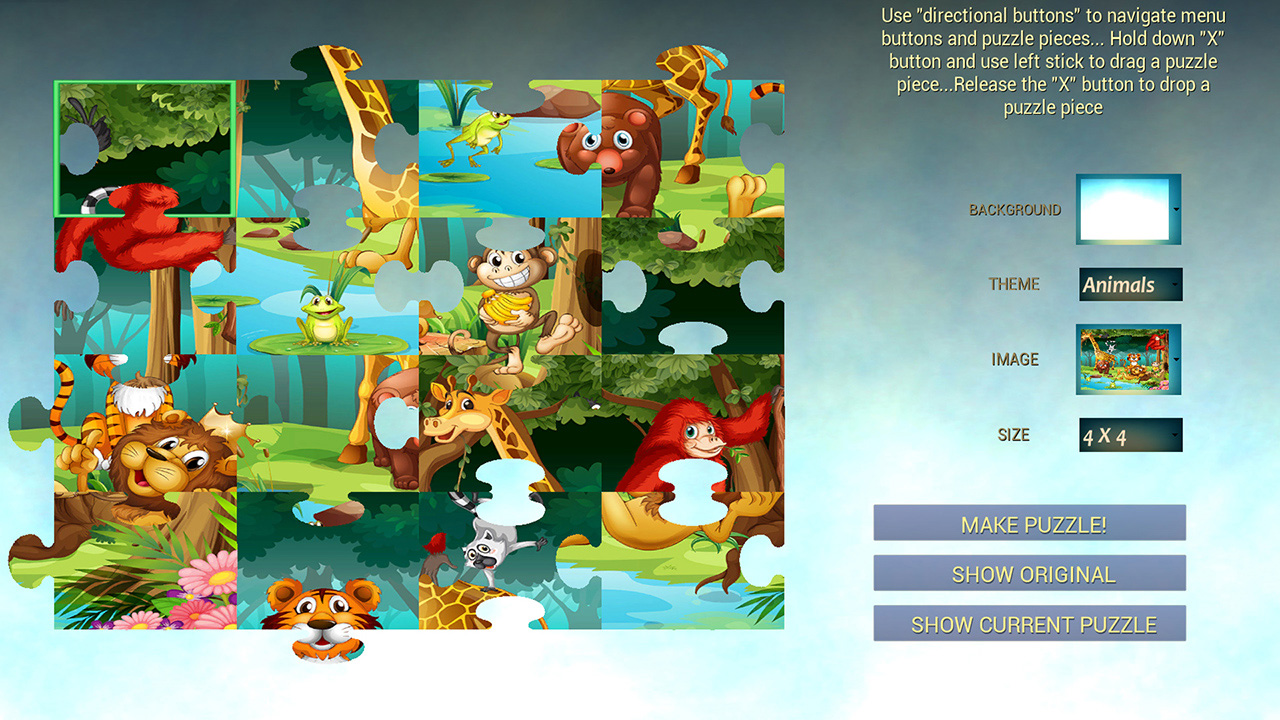 Use "directional buttons" to navigate menu
buttons and puzzle pieces... Hold down "X"
button and use left stick to drag a puzzle
piece...Release the "X" button to drop a
puzzle piece
BACKGROUND
THEME
Animals
IMAGE
SIZE
4 X 4
MAKE PUZZLE!
SHOW ORIGINAL
SHOW CURRENT PUZZLE